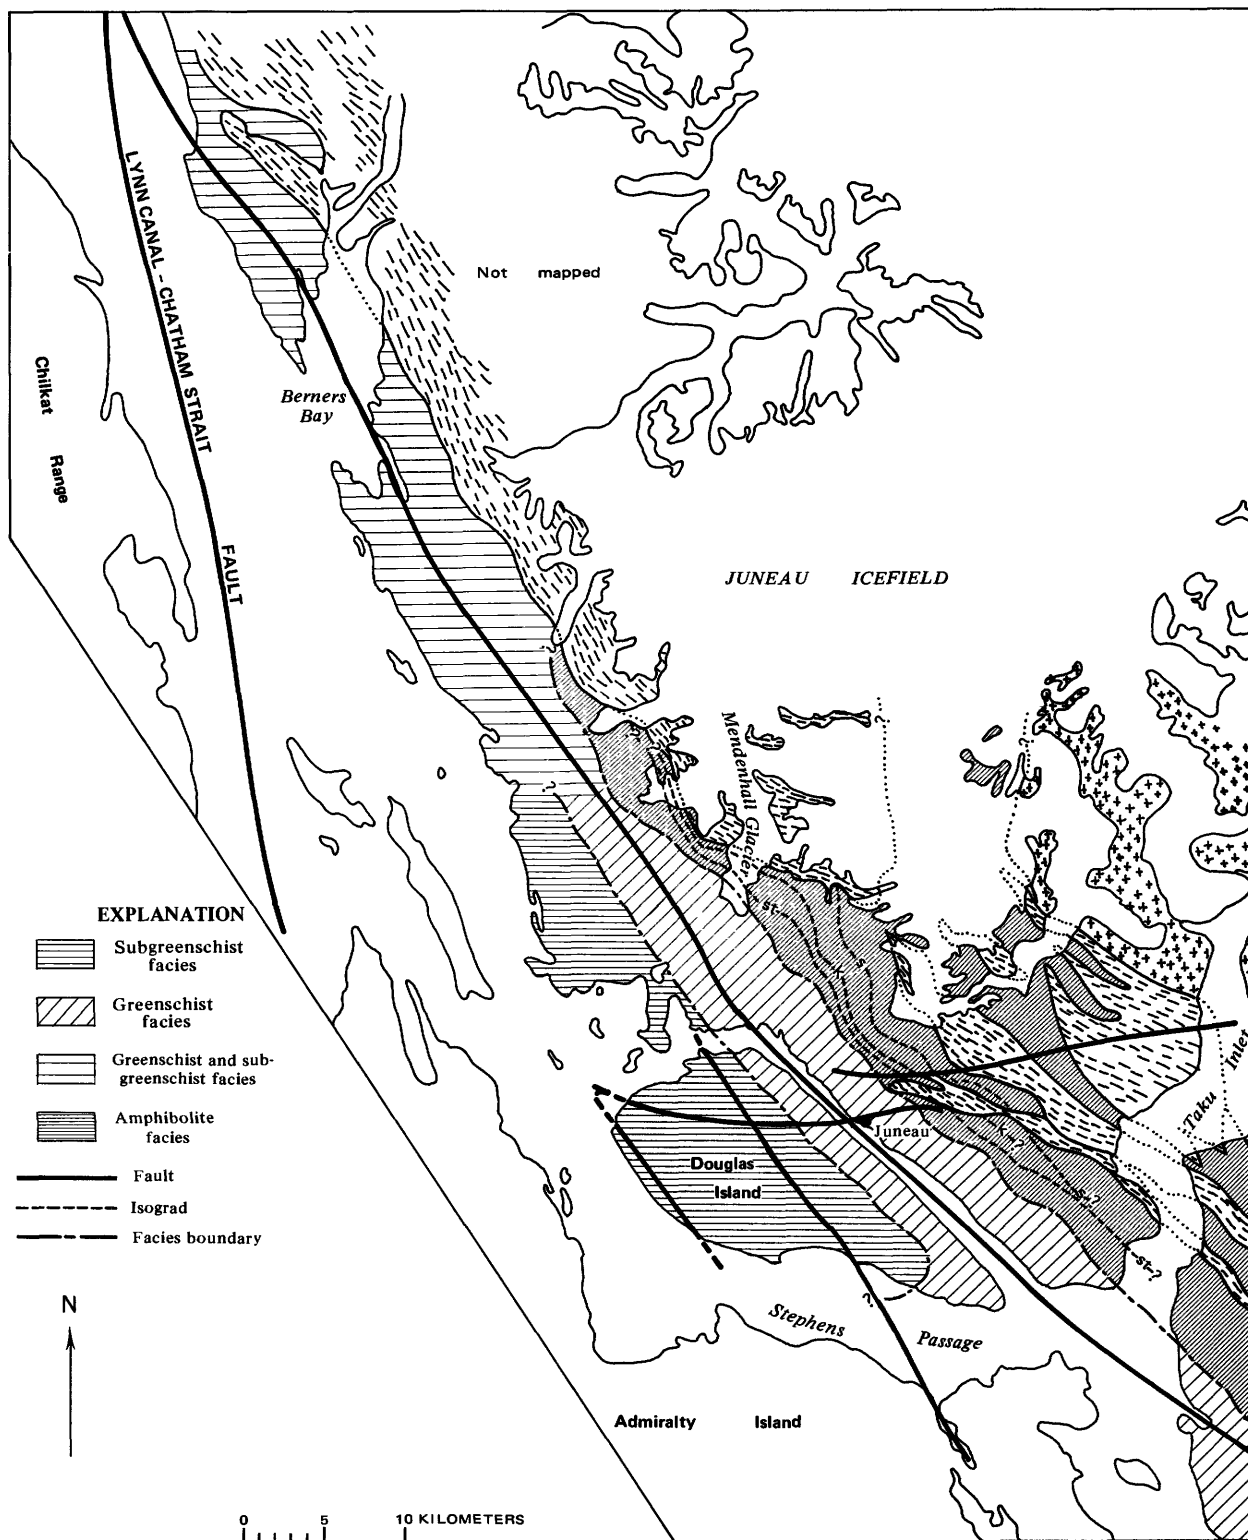 Not mapped
LYNN CANAL - CHATHAM STRAIT
FAULT
Chilkat
Range
Berners
Bay
JUNEAU ICEFIELD
Mendenhall Glacier
?
?
?
?
?
st
K
s
EXPLANATION
Subgreenschist
facies
Greenschist
facies
Greenschist and sub-
greenschist facies
Amphibolite
facies
Fault
Isograd
Facies boundary
Taku Inlet
Juneau
K-?
s-?
st-?
Douglas
Island
?
Stephens Passage
Admiralty Island
N
0 5 10 KILOMETERS